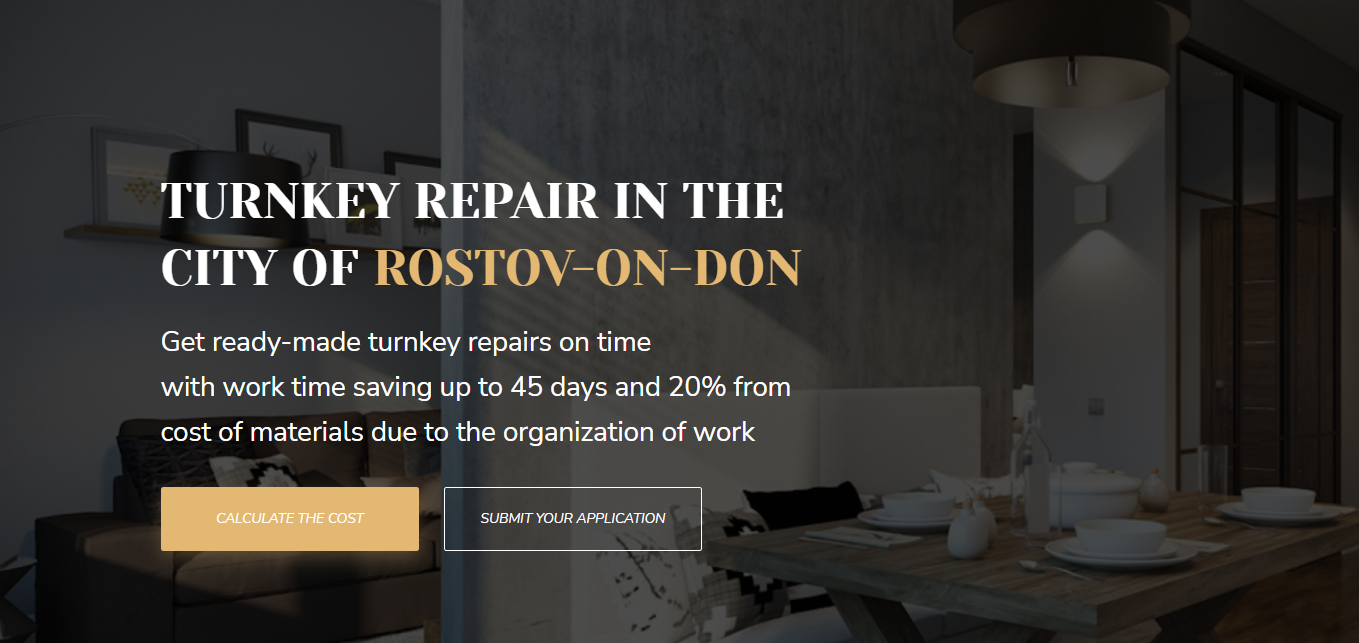 TURNKEY REPAIR IN THE
CITY OF ROSTOV-ON-DON
Get ready-made turnkey repairs on time
with work time saving up to 45 days and 20% from
cost of materials due to the organization of work
CALCULATE THE COST
SUBMIT YOUR APPLICATION